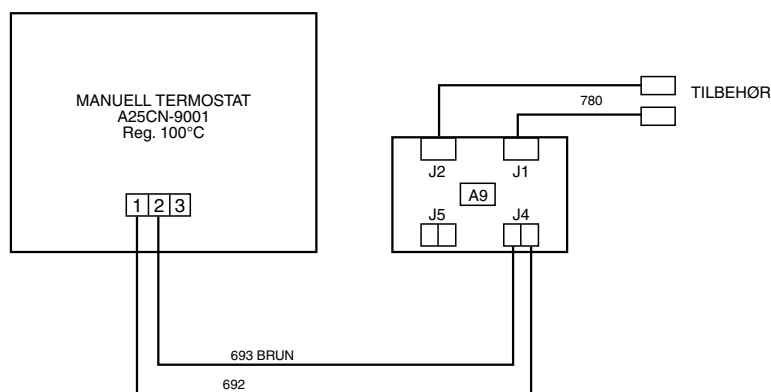 MANUELL TERMOSTAT
A25CN-9001
Reg. 100°C
1 2 3
780
TILBEHØR
J2 J1
A9
J5 J4
693 BRUN
692